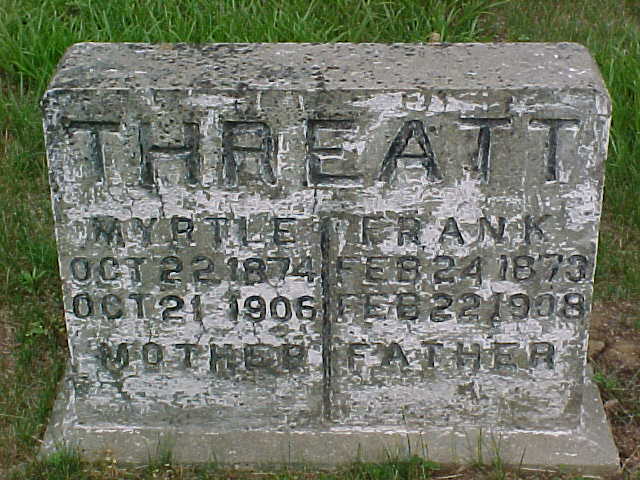 THREATT
MYRTLE FRANK
OCT 22 1874 FEB 24 1873
OCT 21 1906 FEB 22 1908
MOTHER FATHER